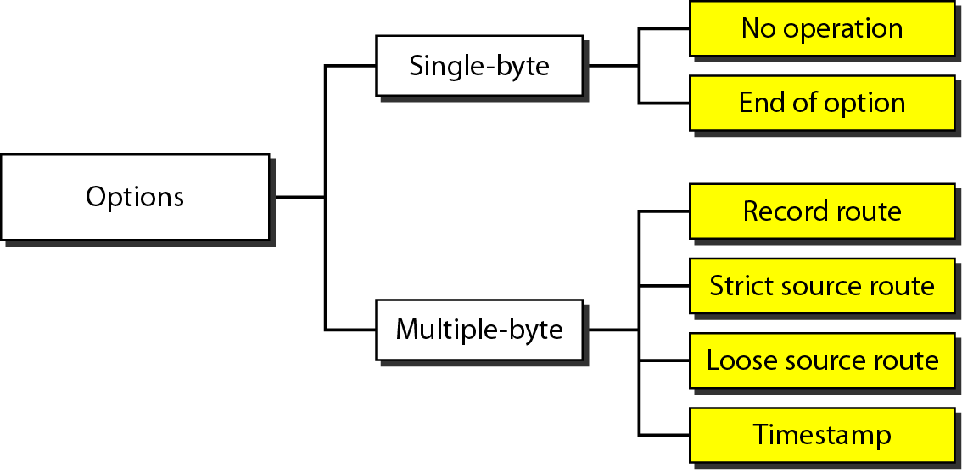 Options
Single-byte
No operation
End of option
Multiple-byte
Record route
Strict source route
Loose source route
Timestamp